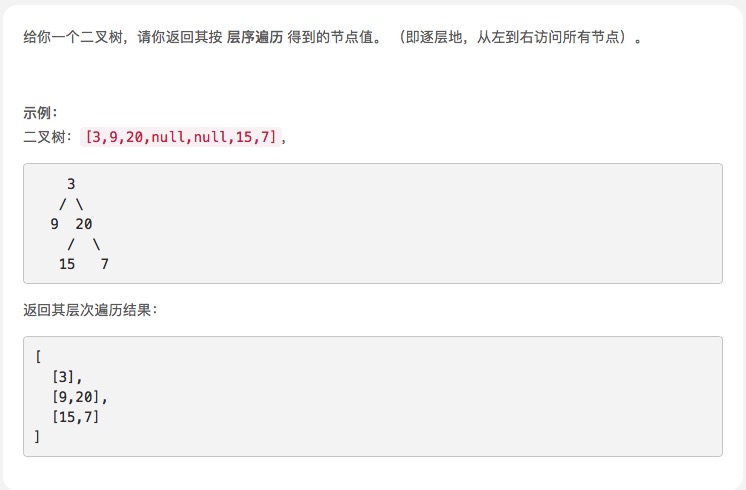 给你一个二叉树，请你返回其按 层序遍历 得到的节点值。 （即逐层地，从左到右访问所有节点）。
示例：
二叉树：[3,9,20,null,null,15,7],
3
/ \
9  20
/  \
15   7
返回其层次遍历结果：
[
[3],
[9,20],
[15,7]
]